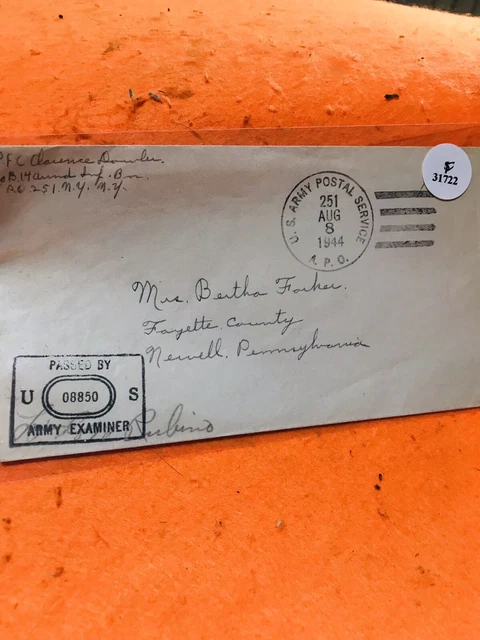 PFC Clarence Dowler.
Co B. 14 Armd Inf. Bn.
A.P.O 251. N.Y. N.Y.
U.S. ARMY POSTAL SERVICE
251
AUG
8
1944
A.P.O.
31722
Mrs. Bertha Forker.
Fayette. County
Newell. Pennsylvania
PASSED BY
U 08850 S
ARMY EXAMINER
Rubino